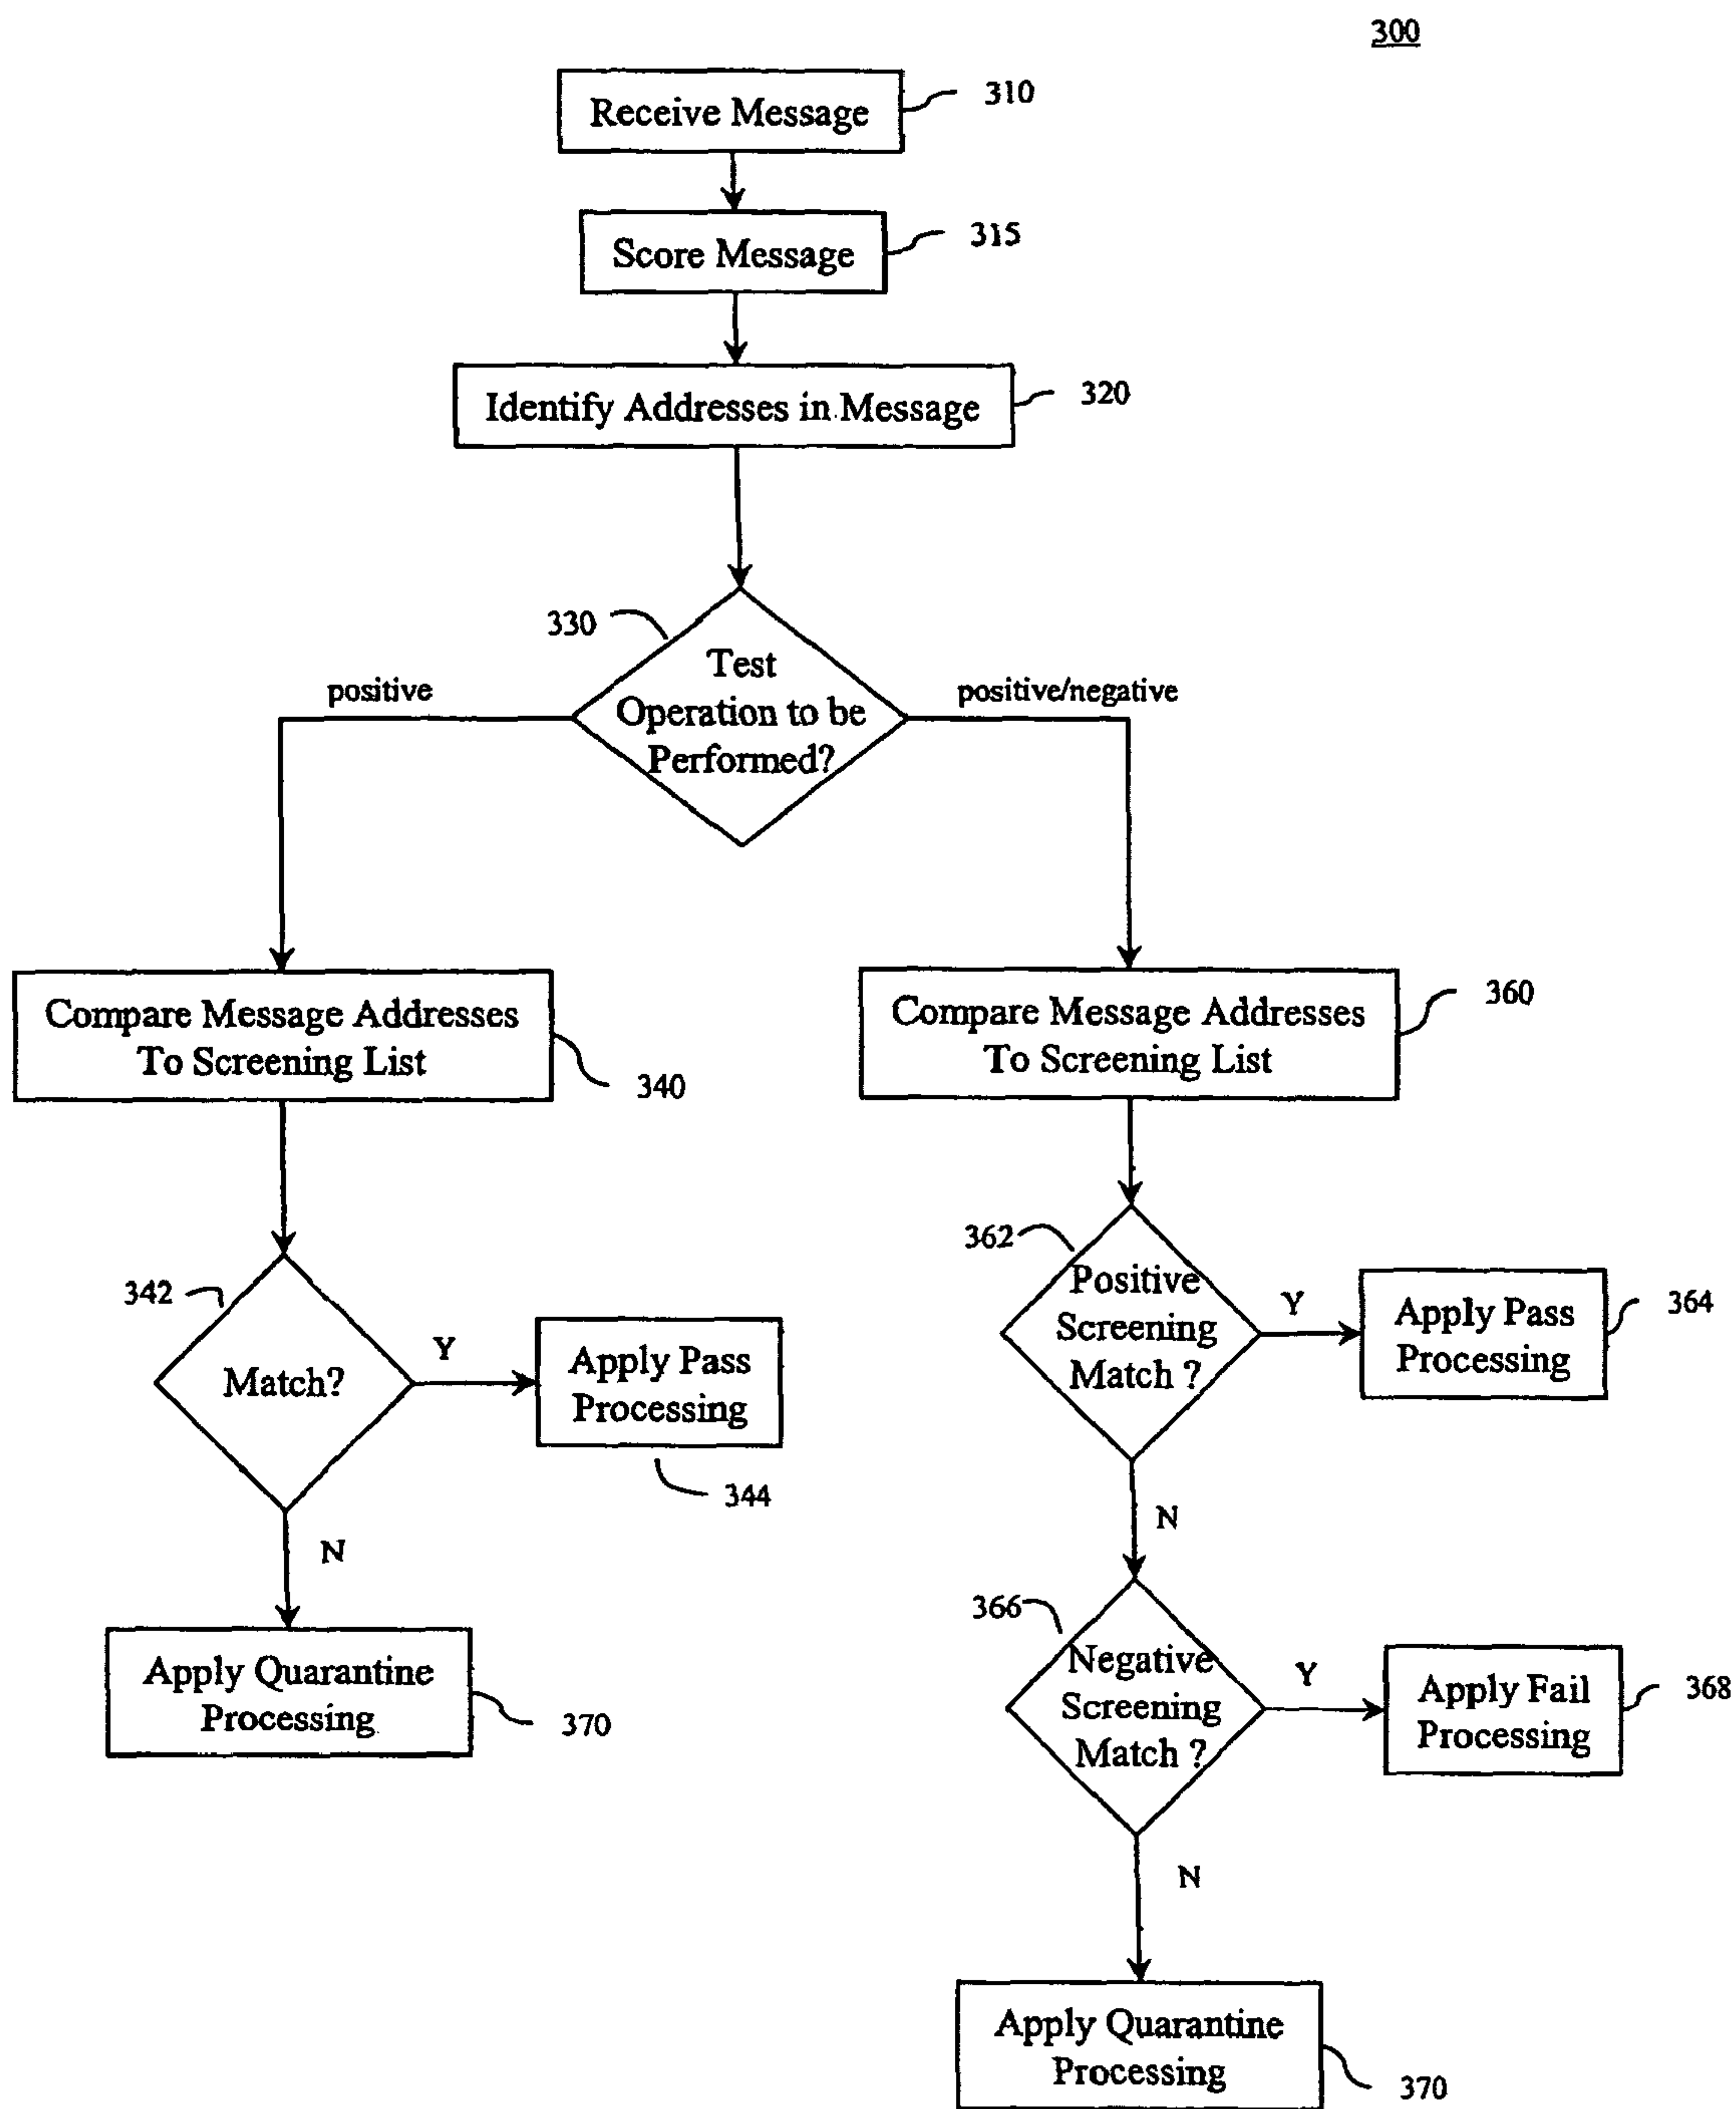 300
Receive Message
310
Score Message
315
Identify Addresses in Message
320
330
Test
Operation to be
Performed?
positive
positive/negative
Compare Message Addresses
To Screening List
340
Compare Message Addresses
To Screening List
360
342
Match?
Y
Apply Pass
Processing
344
N
Apply Quarantine
Processing
370
362
Positive
Screening
Match ?
Y
Apply Pass
Processing
364
N
366
Negative
Screening
Match ?
Y
Apply Fail
Processing
368
N
Apply Quarantine
Processing
370